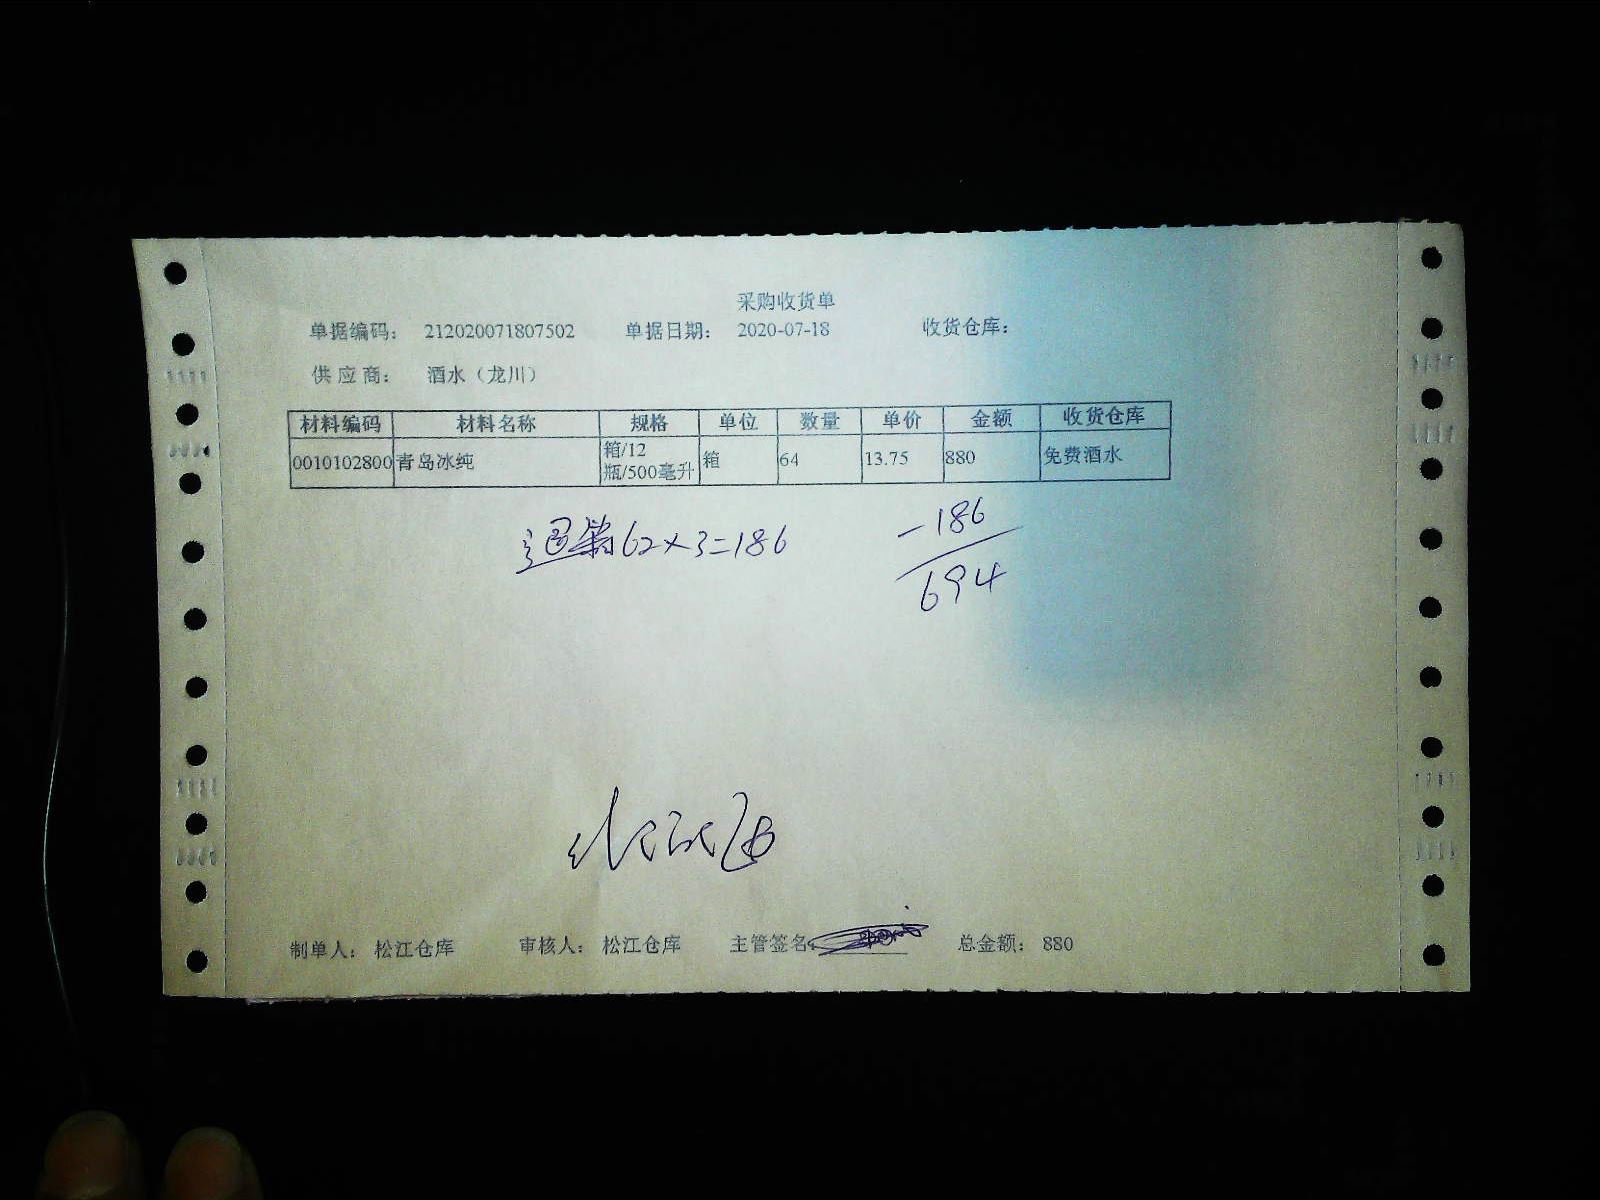 采购收货单
单据编码: 212020071807502 单据日期: 2020-07-18 收货仓库:
供应商: 酒水（龙川）
材料编码 材料名称 规格 单位 数量 单价 金额 收货仓库
0010102800 青岛冰纯 箱/12瓶/500毫升 箱 64 13.75 880 免费酒水
退 62×3=186
-186
694
制单人: 松江仓库 审核人: 松江仓库 主管签名: 总金额: 880